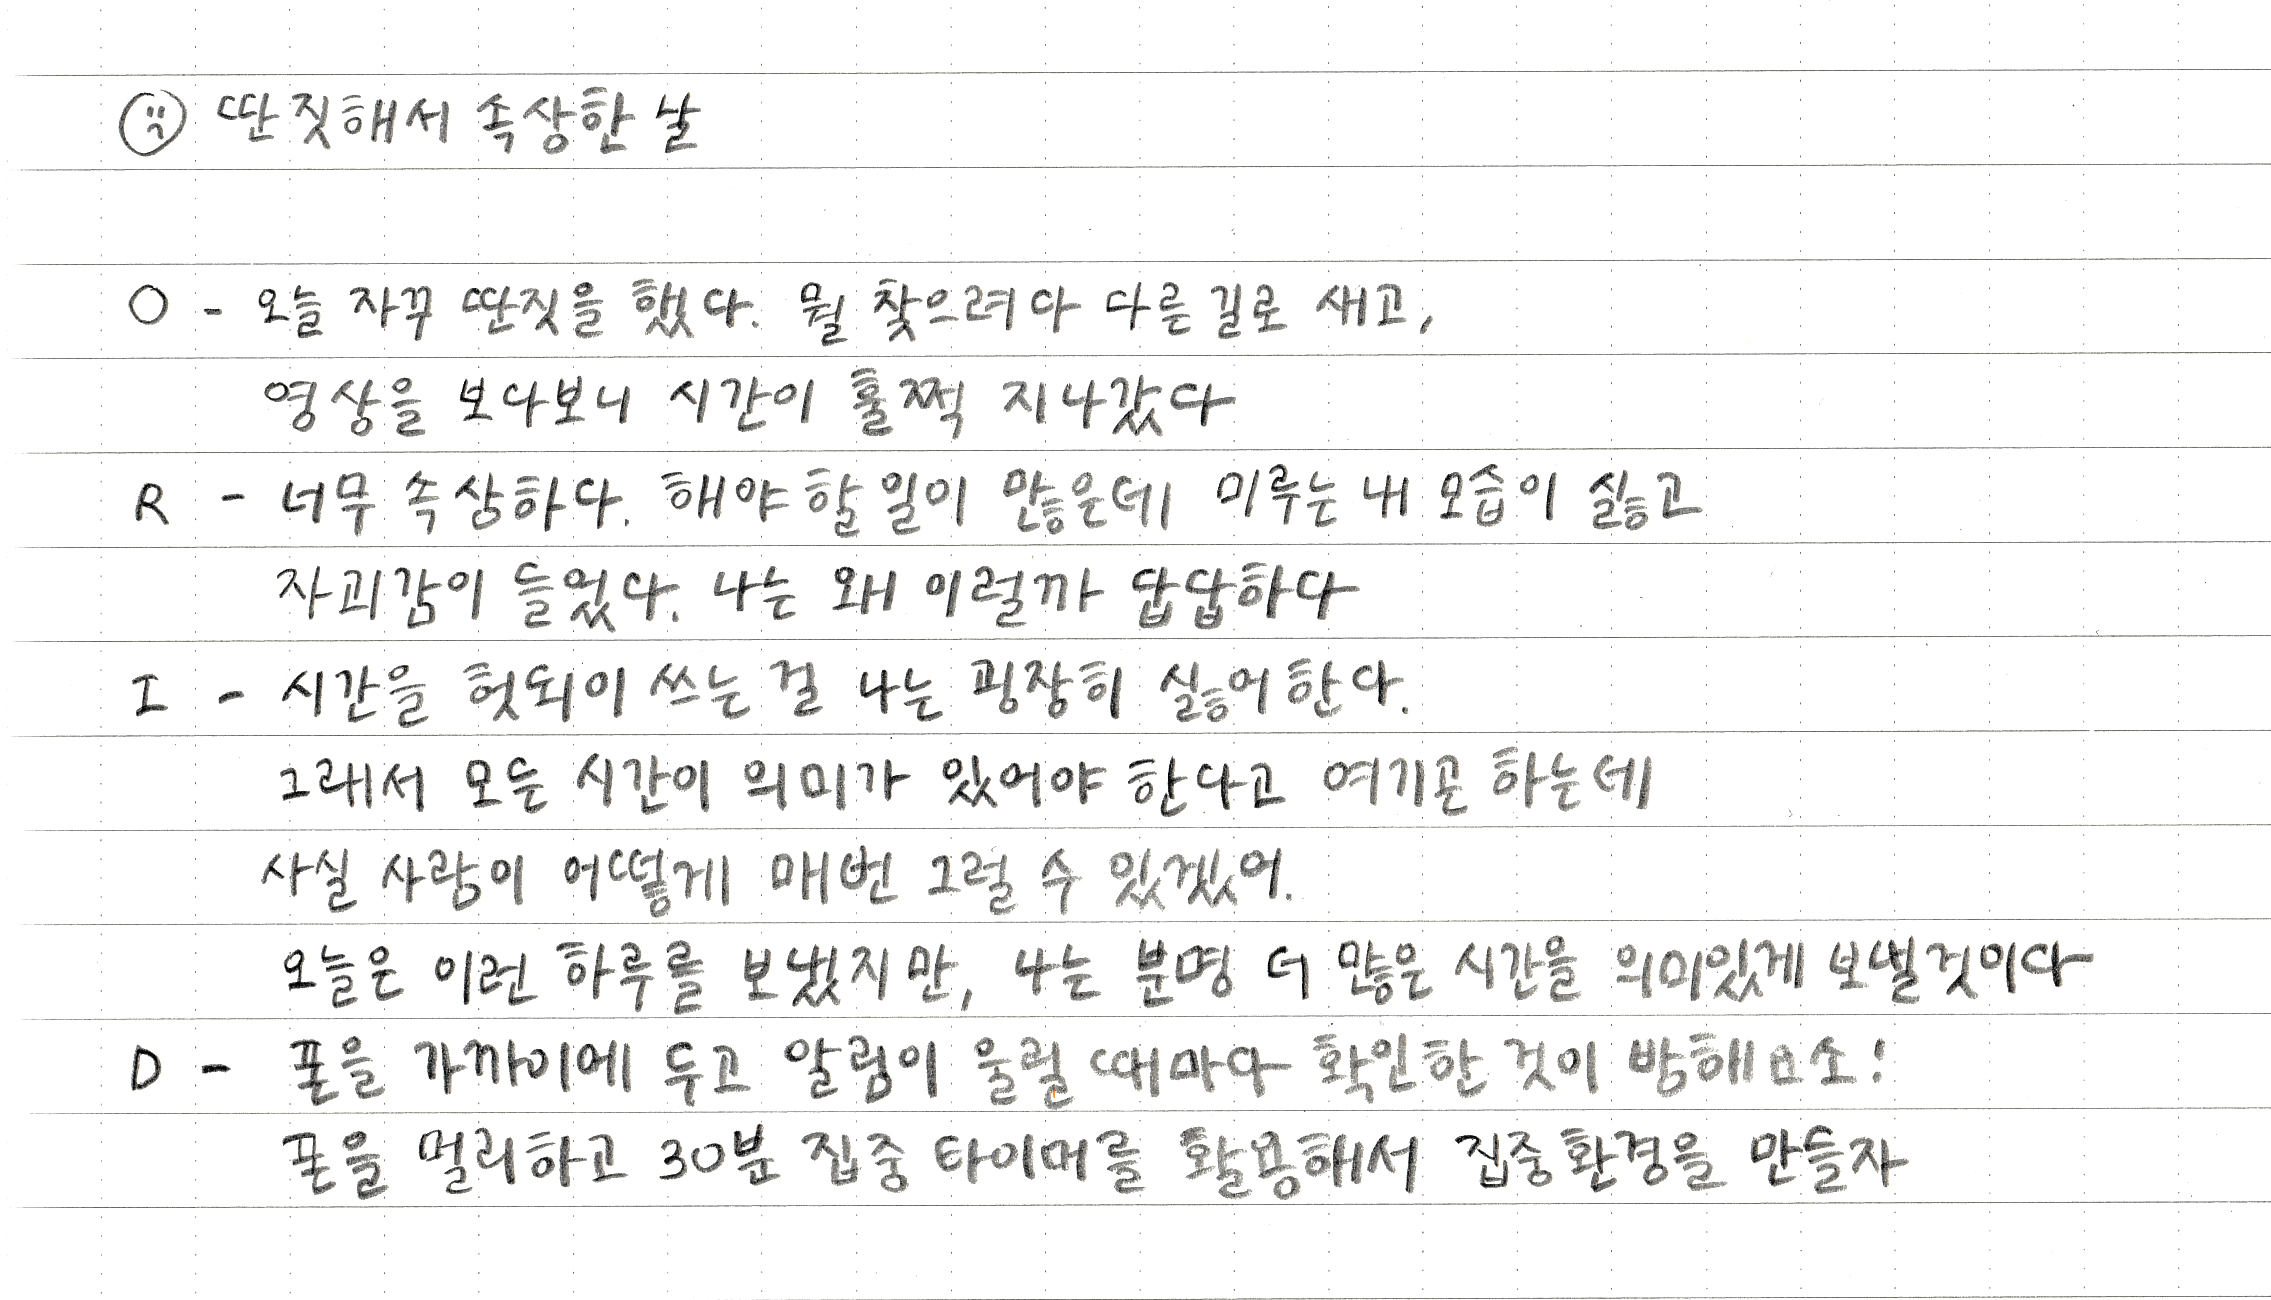 딴짓해서 속상한 날
O - 오늘 자꾸 딴짓을 했다. 뭘 찾으려다 다른길로 새고,
영상을 보다보니 시간이 훌쩍 지나갔다
R - 너무 속상하다. 해야할일이 많은데 미루는 내 모습이 싫고
자괴감이 들었다. 나는 왜 이럴까 답답하다
I - 시간을 헛되이 쓰는 걸 나는 굉장히 싫어한다.
그래서 모든 시간이 의미가 있어야 한다고 여기곤 하는데
사실 사람이 어떻게 매번 그럴 수 있겠어.
오늘은 이런 하루를 보냈지만, 나는 분명 더 많은 시간을 의미있게 보낼것이다
D - 폰을 가까이에 두고 알림이 울릴 때마다 확인한 것이 방해요소!
폰을 멀리하고 30분 집중 타이머를 활용해서 집중환경을 만들자